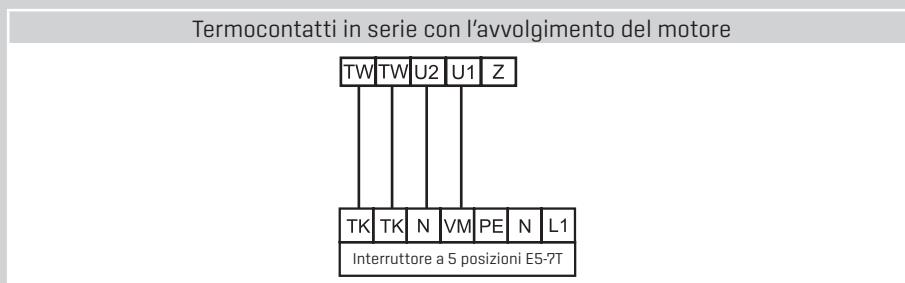 Termocontatti in serie con l'avvolgimento del motore
TW TW U2 U1 Z
TK TK N VM PE N L1
Interruttore a 5 posizioni E5-7T